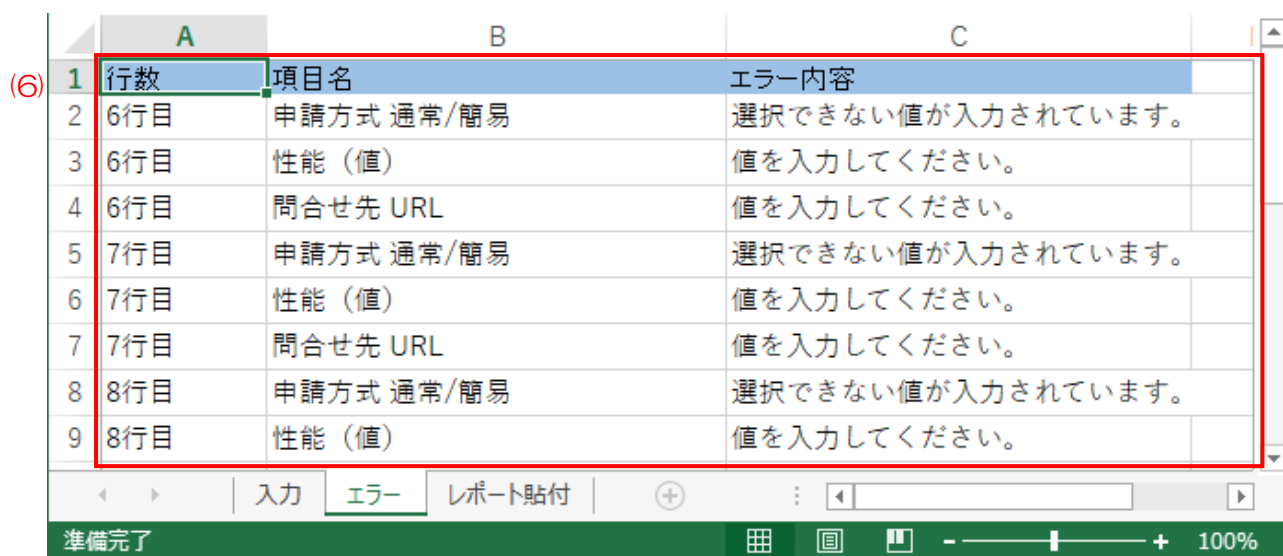 A B C
(6) 1 行数 項目名 エラー内容
2 6行目 申請方式 通常/簡易 選択できない値が入力されています。
3 6行目 性能（値） 値を入力してください。
4 6行目 問合せ先 URL 値を入力してください。
5 7行目 申請方式 通常/簡易 選択できない値が入力されています。
6 7行目 性能（値） 値を入力してください。
7 7行目 問合せ先 URL 値を入力してください。
8 8行目 申請方式 通常/簡易 選択できない値が入力されています。
9 8行目 性能（値） 値を入力してください。
入力 エラー レポート貼付
準備完了 100%